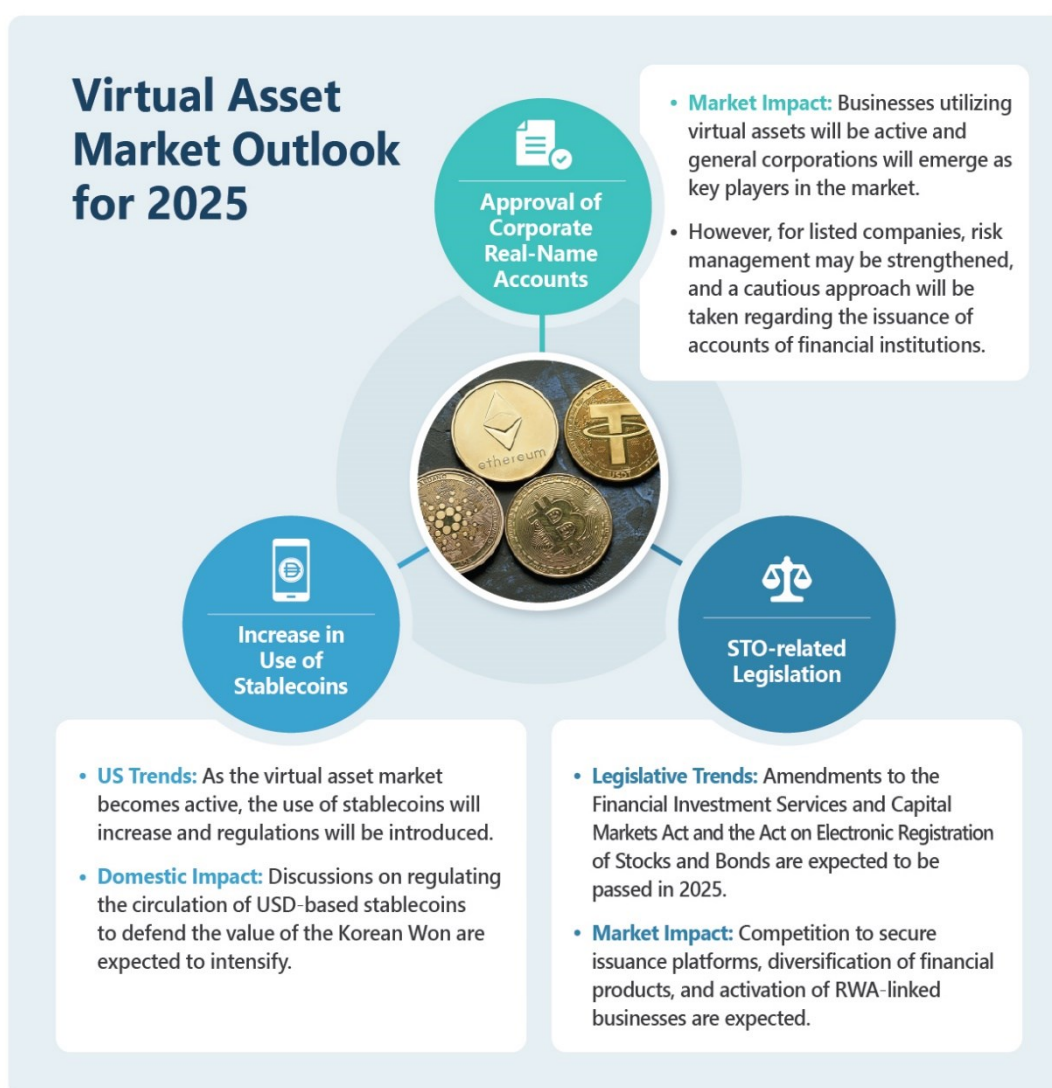 Virtual Asset
Market Outlook
for 2025
Approval of
Corporate
Real-Name
Accounts
• Market Impact: Businesses utilizing
virtual assets will be active and
general corporations will emerge as
key players in the market.
• However, for listed companies, risk
management may be strengthened,
and a cautious approach will be
taken regarding the issuance of
accounts of financial institutions.
ethereum
USDT
Increase in
Use of
Stablecoins
• US Trends: As the virtual asset market
becomes active, the use of stablecoins will
increase and regulations will be introduced.
• Domestic Impact: Discussions on regulating
the circulation of USD-based stablecoins
to defend the value of the Korean Won are
expected to intensify.
STO-related
Legislation
• Legislative Trends: Amendments to the
Financial Investment Services and Capital
Markets Act and the Act on Electronic Registration
of Stocks and Bonds are expected to be
passed in 2025.
• Market Impact: Competition to secure
issuance platforms, diversification of financial
products, and activation of RWA-linked
businesses are expected.